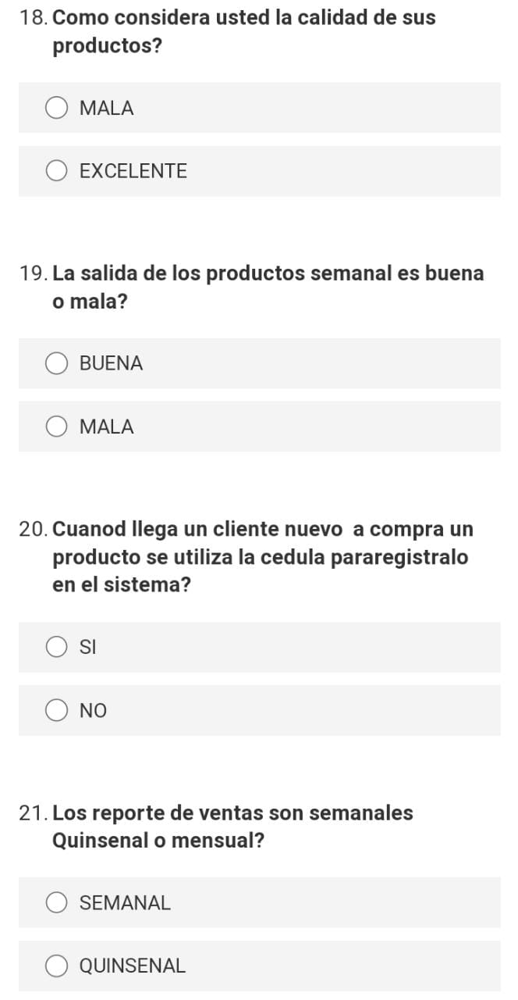 18. Como considera usted la calidad de sus
productos?
MALA
EXCELENTE
19. La salida de los productos semanal es buena
o mala?
BUENA
MALA
20. Cuanod llega un cliente nuevo  a compra un
producto se utiliza la cedula pararegistralo
en el sistema?
SI
NO
21. Los reporte de ventas son semanales
Quinsenal o mensual?
SEMANAL
QUINSENAL